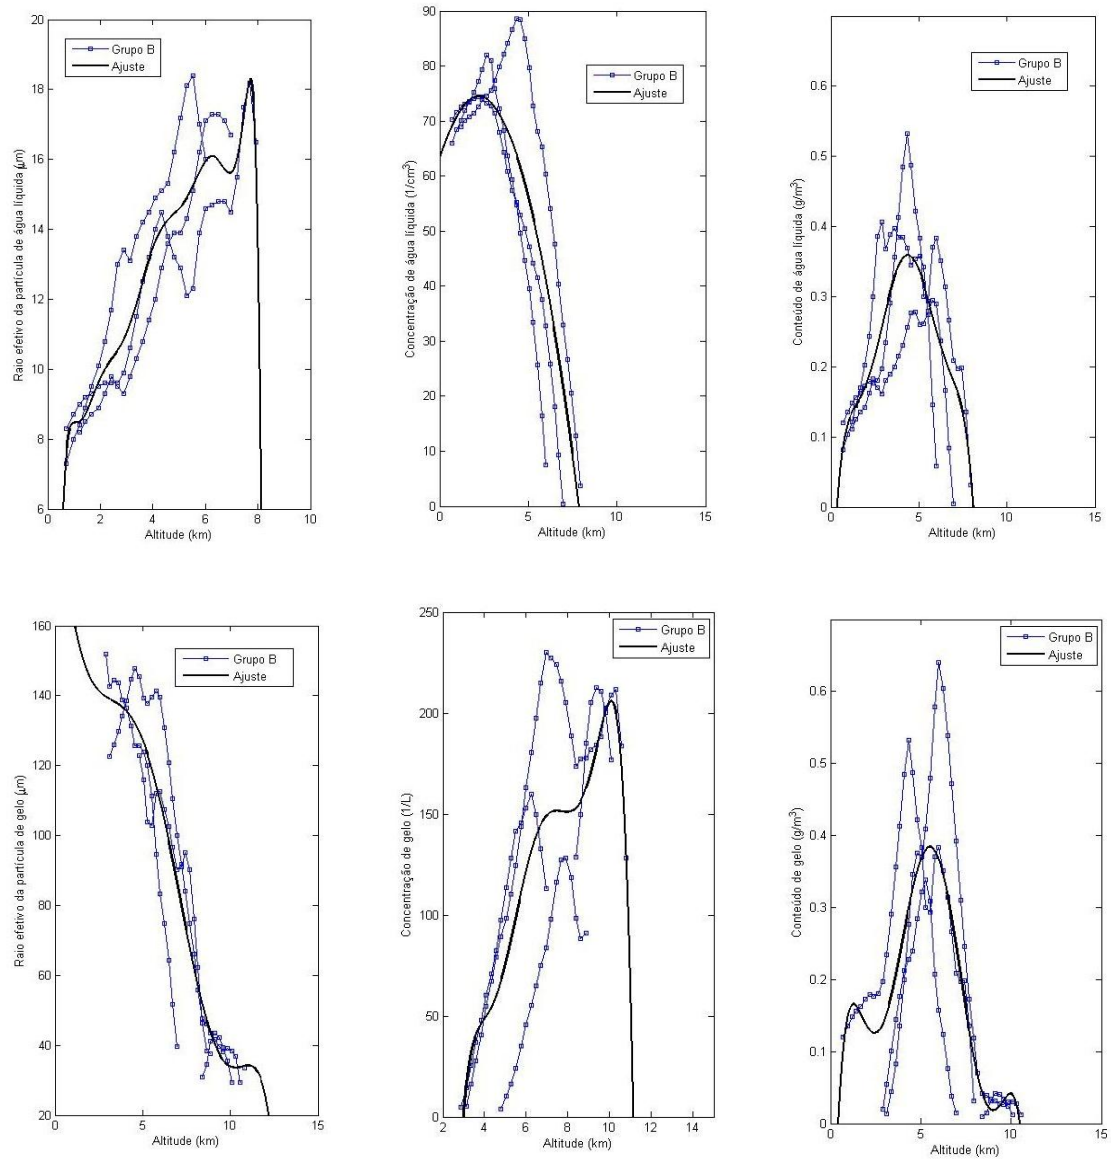 Raio efetivo da partícula de água líquida (µm)
20
18
16
14
12
10
8
6
Grupo B
Ajuste
0 2 4 6 8 10
Altitude (km)
Concentração de água líquida (1/cm³)
90
80
70
60
50
40
30
20
10
0
Grupo B
Ajuste
0 5 10 15
Altitude (km)
Conteúdo de água líquida (g/m³)
0.6
0.5
0.4
0.3
0.2
0.1
0
Grupo B
Ajuste
0 5 10 15
Altitude (km)
Raio efetivo da partícula de gelo (µm)
160
140
120
100
80
60
40
20
Grupo B
Ajuste
0 5 10 15
Altitude (km)
Concentração de gelo (1/L)
250
200
150
100
50
0
Grupo B
Ajuste
2 4 6 8 10 12 14
Altitude (km)
Conteúdo de gelo (g/m³)
0.6
0.5
0.4
0.3
0.2
0.1
0
Grupo B
Ajuste
0 5 10 15
Altitude (km)